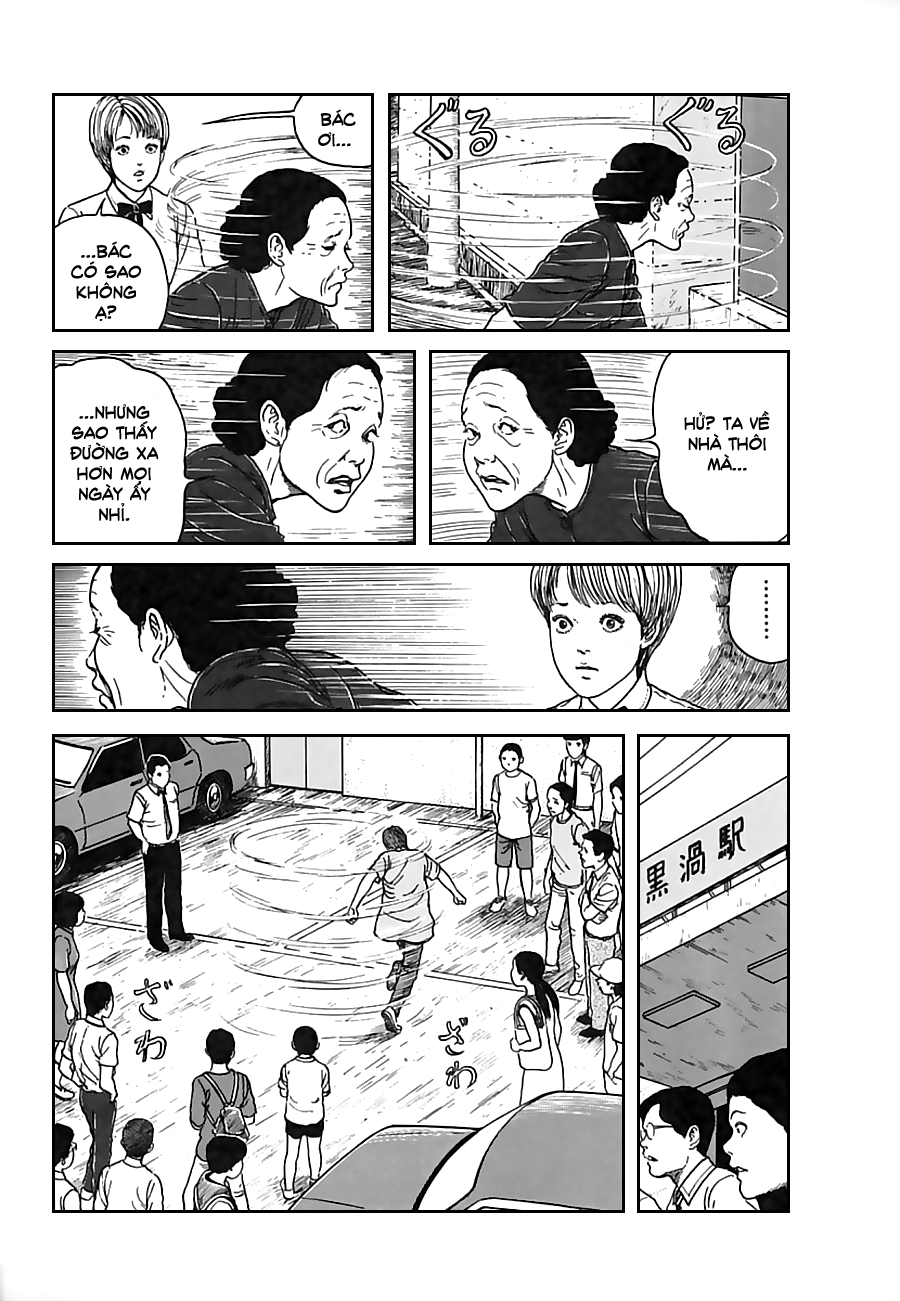 ぐる
ぐる
BÁC
ƠI...
...BÁC
CÓ SAO
KHÔNG
Ạ?
HỬ? TA VỀ
NHÀ THÔI
MÀ...
...NHƯNG
SAO THẤY
ĐƯỜNG XA
HƠN MỌI
NGÀY ẤY
NHỈ.
.........
黒渦駅
ざわ
ざわ